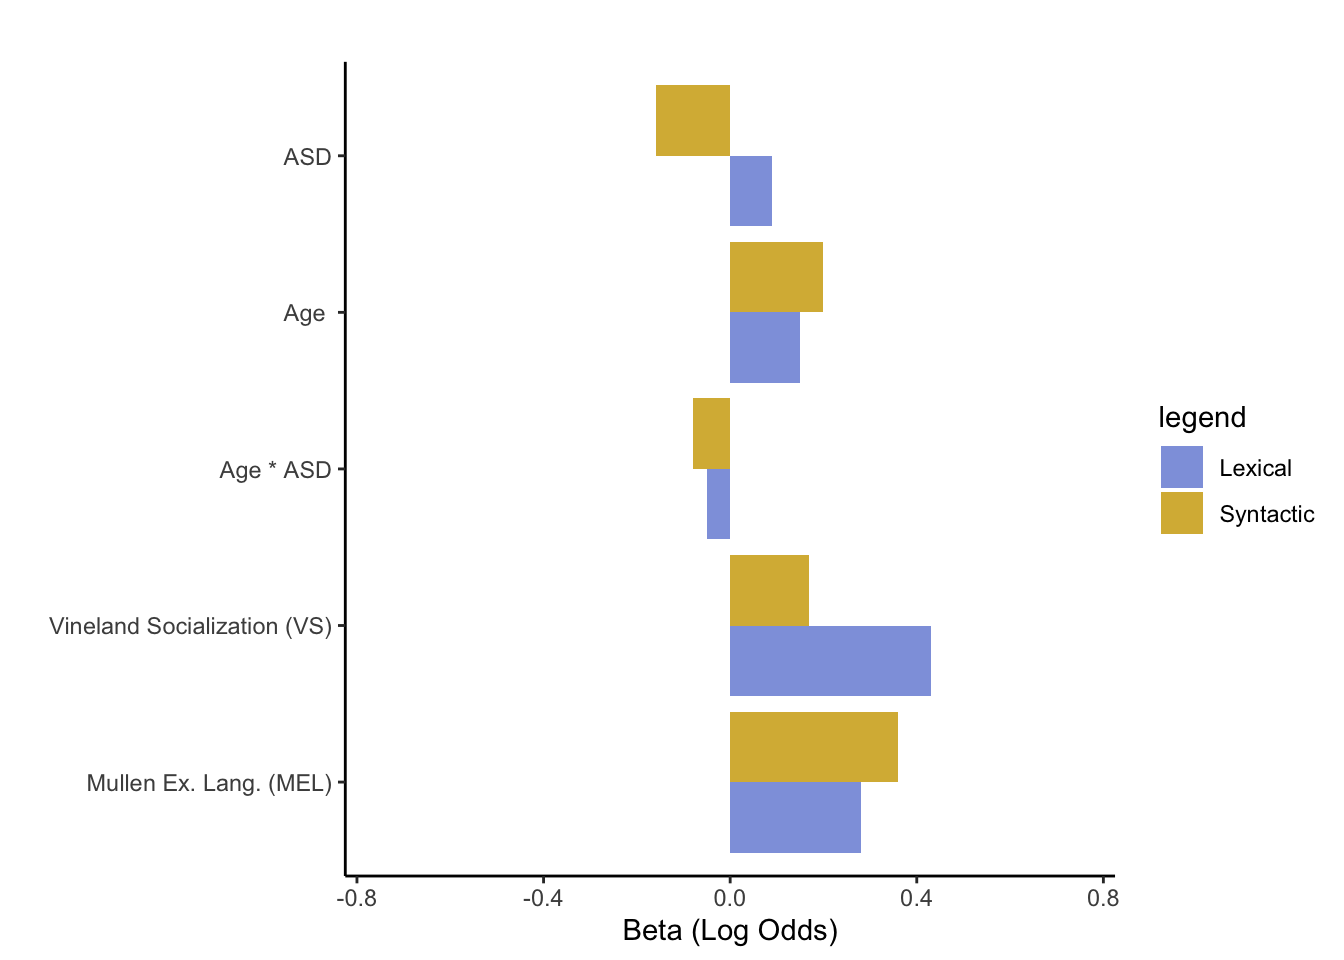 ASD
Age
Age * ASD
Vineland Socialization (VS)
Mullen Ex. Lang. (MEL)
-0.8 -0.4 0.0 0.4 0.8
Beta (Log Odds)
legend
Lexical
Syntactic